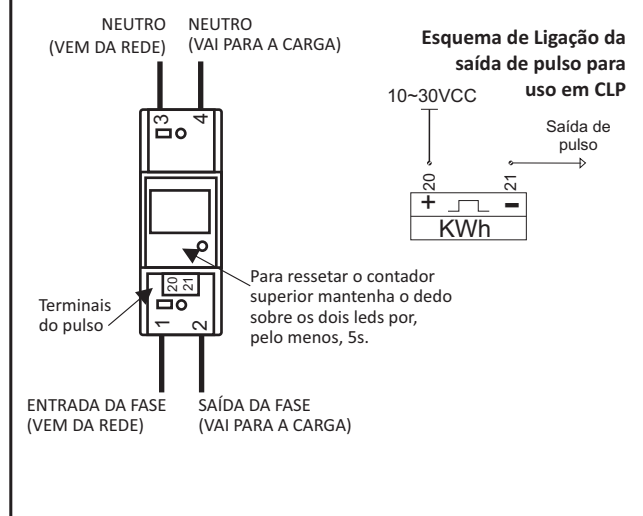 NEUTRO
(VEM DA REDE)
NEUTRO
(VAI PARA A CARGA)
3
4
20
21
1
2
Terminais
do pulso
Para ressetar o contador
superior mantenha o dedo
sobre os dois leds por,
pelo menos, 5s.
ENTRADA DA FASE
(VEM DA REDE)
SAÍDA DA FASE
(VAI PARA A CARGA)
Esquema de Ligação da
saída de pulso para
uso em CLP
10~30VCC
Saída de
pulso
20
21
+ -
KWh